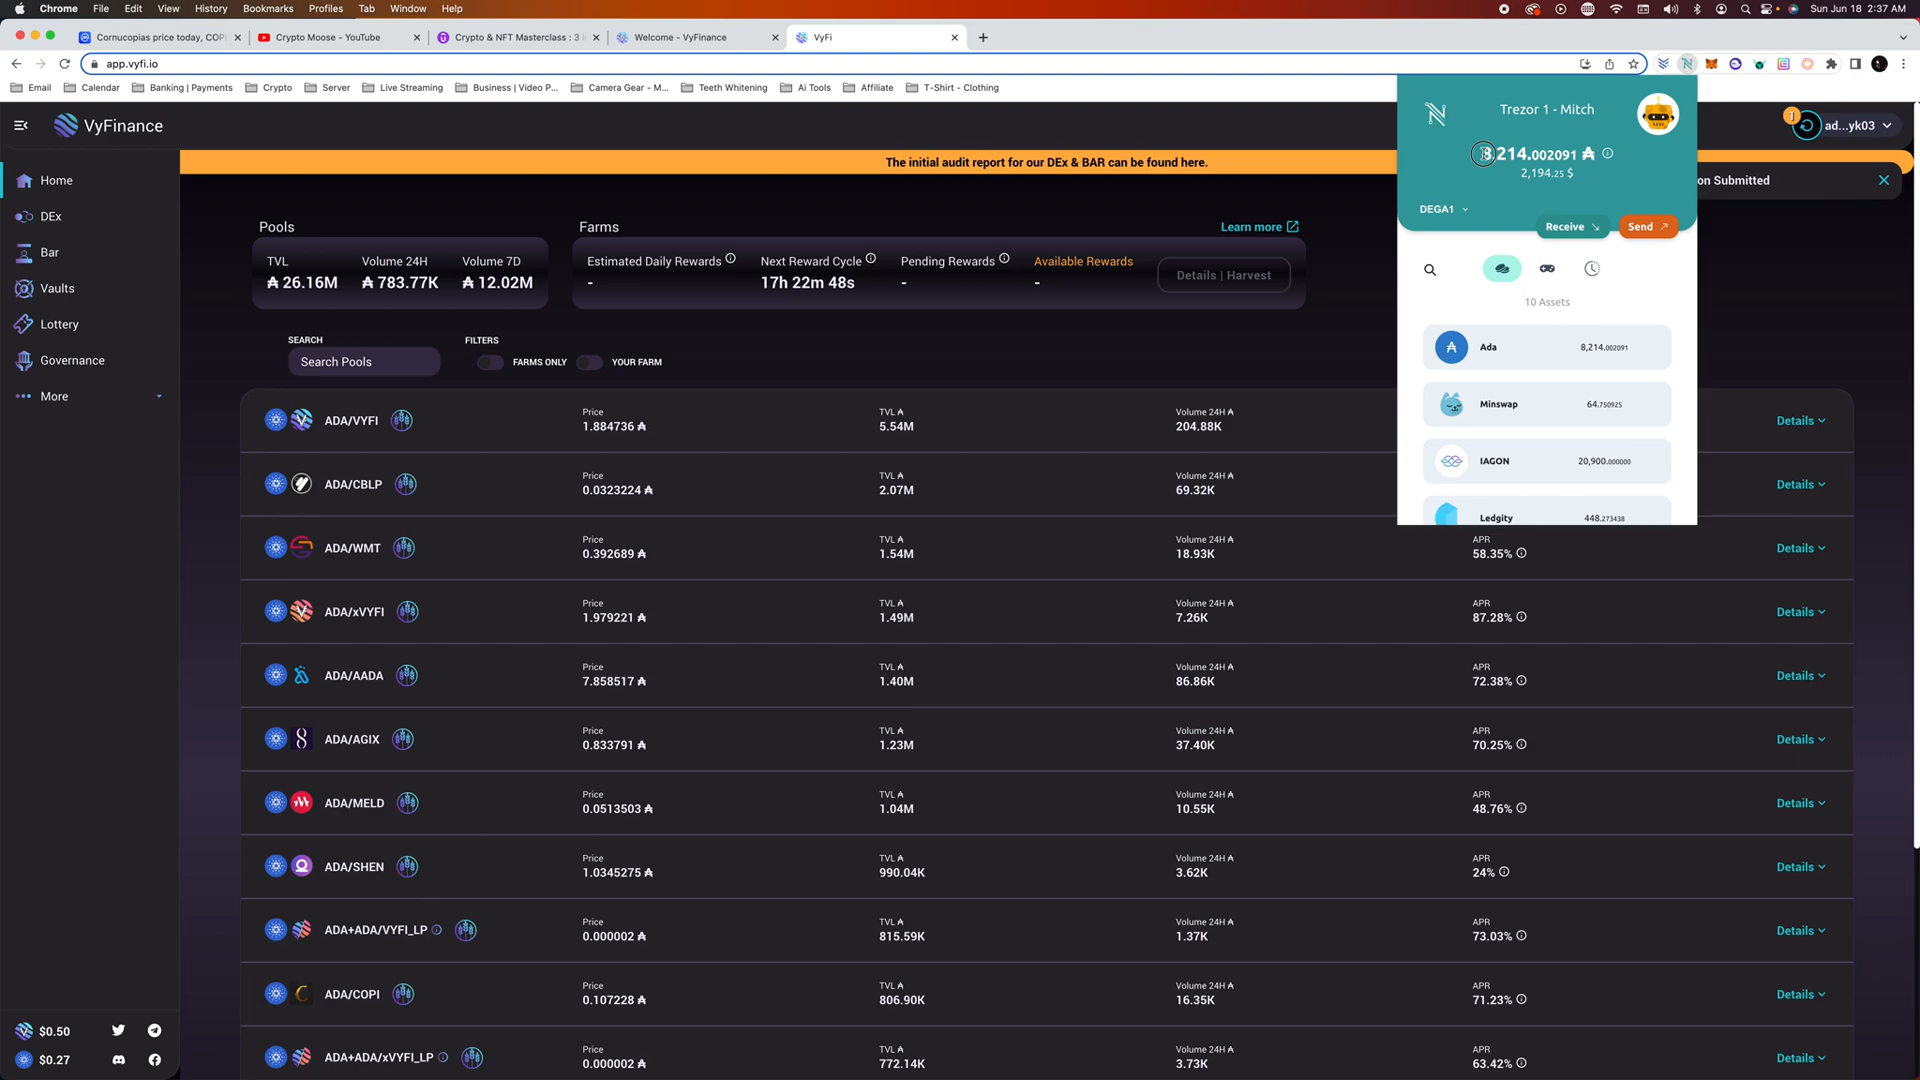 Chrome File Edit View History Bookmarks Profiles Tab Window Help Sun Jun 18 2:37 AM
Cornucopias price today, COPI Crypto Moose - YouTube Crypto & NFT Masterclass : 3 Welcome - VyFinance VyFi
app.vyfi.io
Email Calendar Banking | Payments Crypto Server Live Streaming Business | Video P... Camera Gear - M... Teeth Whitening Ai Tools Affiliate T-Shirt - Clothing
VyFinance
ad...yk03
The initial audit report for our DEx & BAR can be found here.
on Submitted
Home
DEx
Bar
Vaults
Lottery
Governance
More
$0.50
$0.27
Pools
TVL Volume 24H Volume 7D
₳ 26.16M ₳ 783.77K ₳ 12.02M
Farms
Learn more
Estimated Daily Rewards Next Reward Cycle Pending Rewards Available Rewards
- 17h 22m 48s - -
Details | Harvest
SEARCH
Search Pools
FILTERS
FARMS ONLY YOUR FARM
ADA/VYFI
Price
1.884736 ₳
TVL ₳
5.54M
Volume 24H ₳
204.88K
Details
ADA/CBLP
Price
0.0323224 ₳
TVL ₳
2.07M
Volume 24H ₳
69.32K
Details
ADA/WMT
Price
0.392689 ₳
TVL ₳
1.54M
Volume 24H ₳
18.93K
APR
58.35%
Details
ADA/xVYFI
Price
1.979221 ₳
TVL ₳
1.49M
Volume 24H ₳
7.26K
APR
87.28%
Details
ADA/AADA
Price
7.858517 ₳
TVL ₳
1.40M
Volume 24H ₳
86.86K
APR
72.38%
Details
ADA/AGIX
Price
0.833791 ₳
TVL ₳
1.23M
Volume 24H ₳
37.40K
APR
70.25%
Details
ADA/MELD
Price
0.0513503 ₳
TVL ₳
1.04M
Volume 24H ₳
10.55K
APR
48.76%
Details
ADA/SHEN
Price
1.0345275 ₳
TVL ₳
990.04K
Volume 24H ₳
3.62K
APR
24%
Details
ADA+ADA/VYFI_LP
Price
0.000002 ₳
TVL ₳
815.59K
Volume 24H ₳
1.37K
APR
73.03%
Details
ADA/COPI
Price
0.107228 ₳
TVL ₳
806.90K
Volume 24H ₳
16.35K
APR
71.23%
Details
ADA+ADA/xVYFI_LP
Price
0.000002 ₳
TVL ₳
772.14K
Volume 24H ₳
3.73K
APR
63.42%
Details
Trezor 1 - Mitch
8,214.002091 ₳
2,194.25 $
DEGA1
Receive Send
10 Assets
Ada 8,214.002091
Minswap 64.750925
IAGON 20,900.000000
Ledgity 448.273438